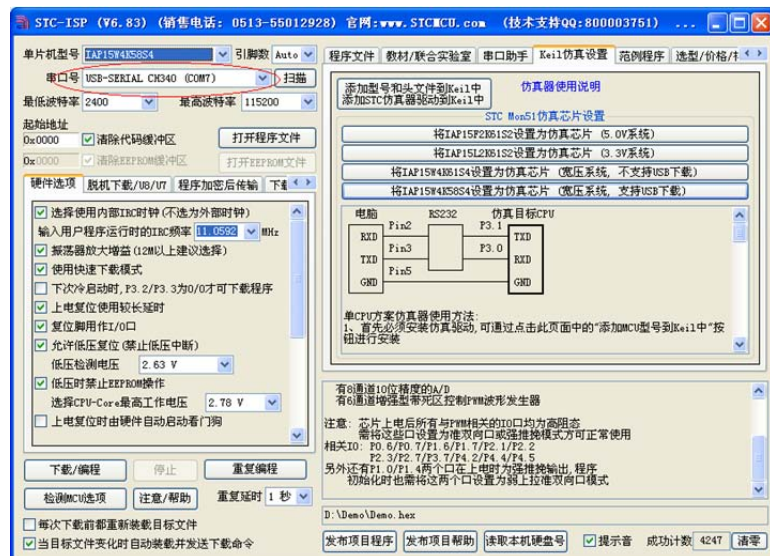 STC-ISP (V6.83) (销售电话: 0513-55012928) 官网:www.STCMCU.com (技术支持QQ:800003751) ...
单片机型号 IAP15W4K58S4 引脚数 Auto
串口号 USB-SERIAL CH340 (COM7) 扫描
最低波特率 2400 最高波特率 115200
起始地址
0x0000 清除代码缓冲区 打开程序文件
0x0000 清除EEPROM缓冲区 打开EEPROM文件
硬件选项 脱机下载/U8/U7 程序加密后传输
选择使用内部IRC时钟(不选为外部时钟)
输入用户程序运行时的IRC频率 11.0592 MHz
振荡器放大增益(12M以上建议选择)
使用快速下载模式
下次冷启动时,P3.2/P3.3为0/0才可下载程序
上电复位使用较长延时
复位脚用作I/O口
允许低压复位(禁止低压中断)
低压检测电压 2.63 V
低压时禁止EEPROM操作
选择CPU-Core最高工作电压 2.78 V
上电复位时由硬件自动启动看门狗
下载/编程 停止 重复编程
检测MCU选项 注意/帮助 重复延时 1 秒
每次下载前都重新装载目标文件
当目标文件变化时自动装载并发送下载命令
程序文件 教材/联合实验室 串口助手 Keil仿真设置 范例程序 选型/价格/
添加型号和头文件到Keil中
添加STC仿真器驱动到Keil中
仿真器使用说明
STC Mon51仿真芯片设置
将IAP15F2K61S2设置为仿真芯片 (5.0V系统)
将IAP15L2K61S2设置为仿真芯片 (3.3V系统)
将IAP15W4K61S4设置为仿真芯片 (宽压系统, 不支持USB下载)
将IAP15W4K58S4设置为仿真芯片 (宽压系统, 支持USB下载)
电脑 RS232 仿真目标CPU
RXD Pin2 P3.1 TXD
TXD Pin3 P3.0 RXD
GND Pin5 GND
单CPU方案仿真器使用方法:
1、首先必须安装仿真驱动,可通过点击此页面中的"添加MCU型号到Keil中"按
钮进行安装
有8通道10位精度的A/D
有6通道增强型带死区控制PWM波形发生器
注意: 芯片上电后所有与PWM相关的IO口均为高阻态
需将这些口设置为准双向口或强推挽模式方可正常使用
相关IO: P0.6/P0.7/P1.6/P1.7/P2.1/P2.2
P2.3/P2.7/P3.7/P4.2/P4.4/P4.5
另外还有P1.0/P1.4两个口在上电时为强推挽输出,程序
初始化时也需将这两个口设置为弱上拉准双向口模式
D:\Demo\Demo.hex
发布项目程序 发布项目帮助 读取本机硬盘号 提示音 成功计数 4247 清零